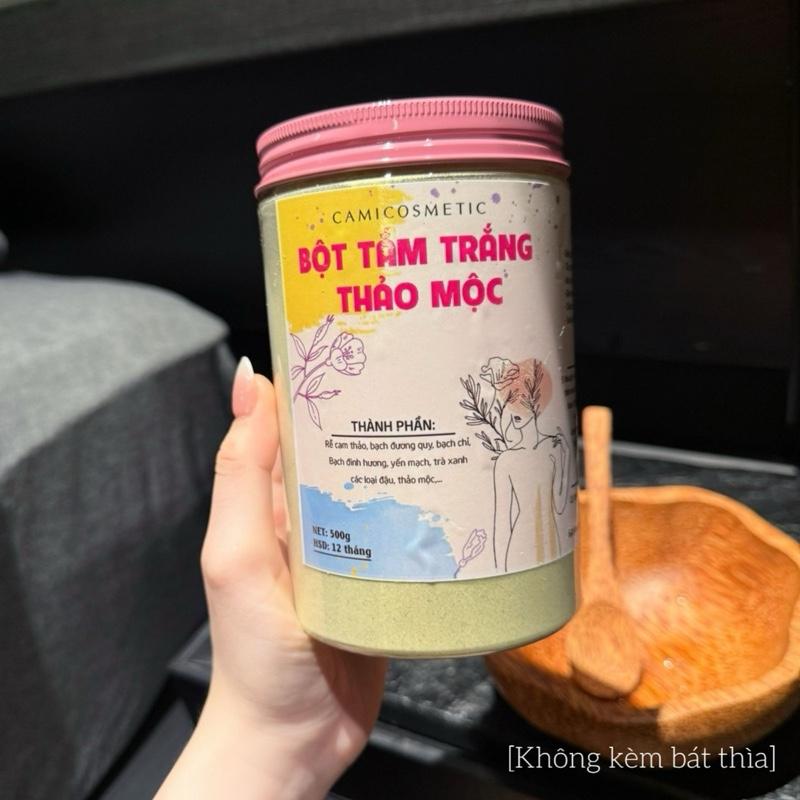 CAMICOSMETIC
BỘT TẮM TRẮNG
THẢO MỘC
THÀNH PHẦN:
Rễ cam thảo, bạch đương quy, bạch chỉ,
Bạch đinh hương, yến mạch, trà xanh
các loại đậu, thảo mộc,...
NET: 500g
HSD: 12 tháng
[Không kèm bát thìa]